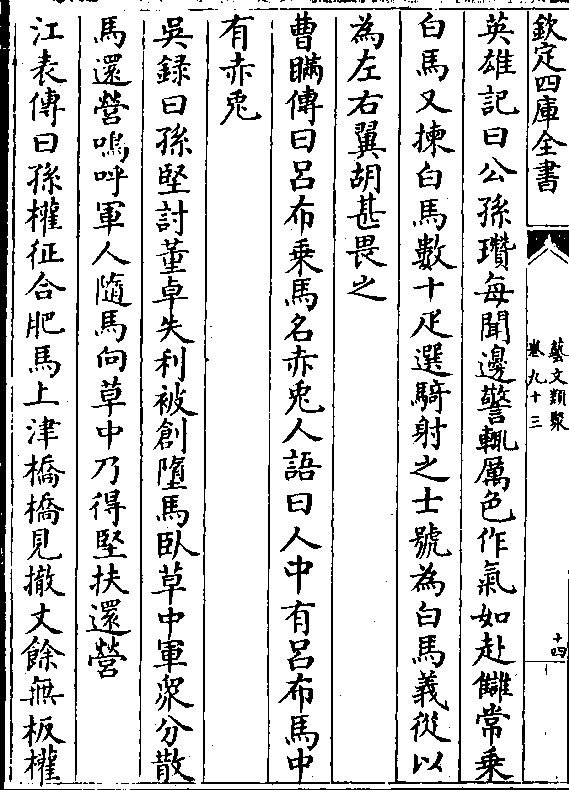 欽定四庫全書
藝文類聚
卷九十三
十四
英雄記曰公孫瓚每聞邊警輒厲色作氣如赴讎常乗
白馬又揀白馬數十疋選騎射之士號為白馬義從以
為左右翼胡甚畏之
曹瞞傳曰呂布乗馬名赤兎人語曰人中有呂布馬中
有赤兎
吳録曰孫堅討董卓失利被創墮馬臥草中軍衆分散
馬還營鳴呼軍人隨馬向草中乃得堅扶還營
江表傳曰孫權征合肥馬上津橋橋見撤丈餘無板權